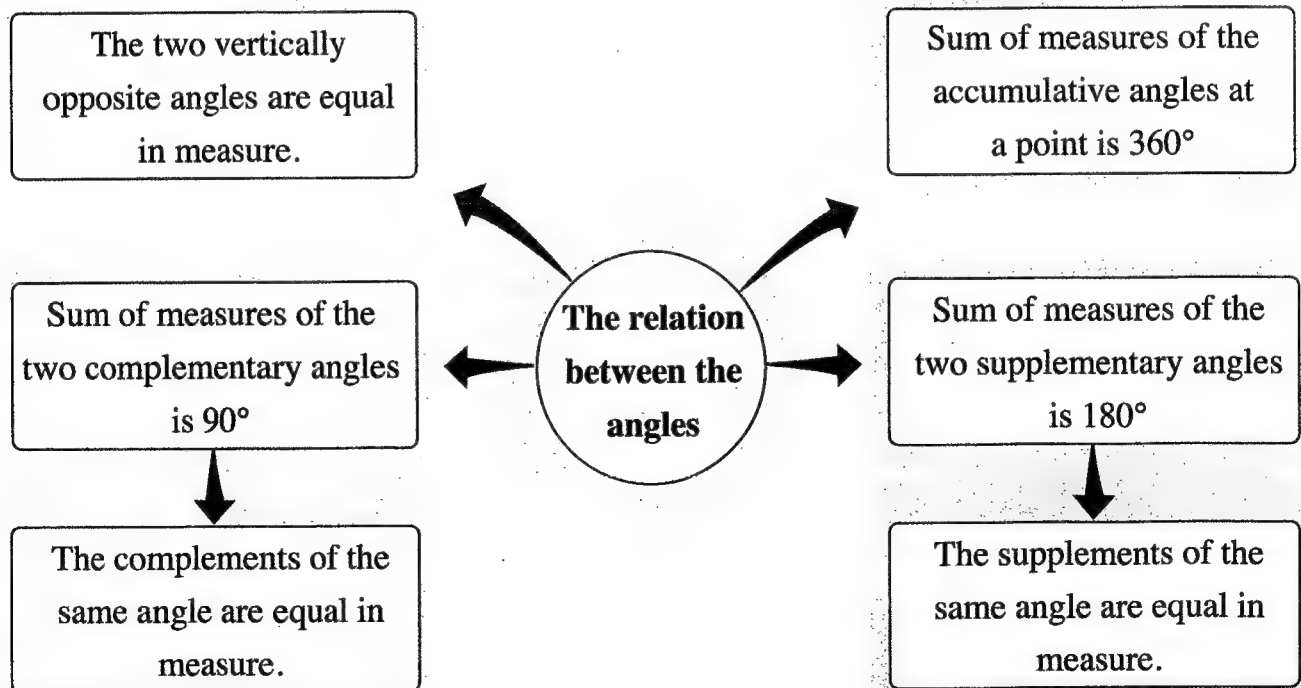 The two vertically
opposite angles are equal
in measure.
Sum of measures of the
accumulative angles at
a point is 360°
The relation
between the
angles
Sum of measures of the
two complementary angles
is 90°
Sum of measures of the
two supplementary angles
is 180°
The complements of the
same angle are equal in
measure.
The supplements of the
same angle are equal in
measure.